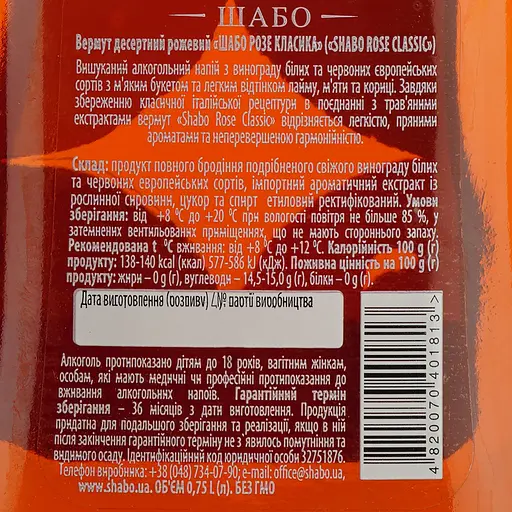 ШАБО
Вермут десертний рожевий «ШАБО РОЗЕ КЛАСИКА» («SHABO ROSE CLASSIC»)
Вишуканий алкогольний напій з винограду білих та червоних європейських
сортів з м'яким букетом та легким відтінком лайму, м'яти та кориці. Завдяки
збереженню класичної італійської рецептури в поєднанні з трав'яними
екстрактами вермут «Shabo Rose Classic» відрізняється легкістю, пряними
ароматами та неперевершеною гармонійністю.
Склад: продукт повного бродіння подрібненого свіжого винограду білих
та червоних європейських сортів, імпортний ароматичний екстракт із
рослинної сировини, цукор та спирт етиловий ректифікований. Умови
зберігання: від +8 ⁰С до +20 ⁰С при вологості повітря не більше 85 %, у
затемнених вентильованих приміщеннях, що не мають стороннього запаху.
Рекомендована t ⁰С вживання: від +8 ⁰С до +12 ⁰С. Калорійність 100 g (г)
продукту: 138-140 kcal (ккал) 577-586 kJ (кДж). Поживна цінність на 100 g (г)
продукту: жири – 0 g (г), вуглеводи – 14,5-15,0 g (г), білки – 0 g (г).
Дата виготовлення (розливу) /№ партії виробництва
Алкоголь протипоказано дітям до 18 років, вагітним жінкам,
особам, які мають медичні чи професійні протипоказання до
вживання алкогольних напоїв. Гарантійний термін
зберігання – 36 місяців з дати виготовлення. Продукція
придатна для подальшого зберігання та реалізації, якщо в ній
після закінчення гарантійного терміну не з'явилось помутніння та
видимого осаду. Ідентифікаційний код юридичної особи 32751876.
Телефон виробника: +38 (048) 734-07-90; e-mail: office@shabo.ua,
www.shabo.ua. ОБ'ЄМ 0,75 L (л). БЕЗ ГМО
4 820070 401813 >